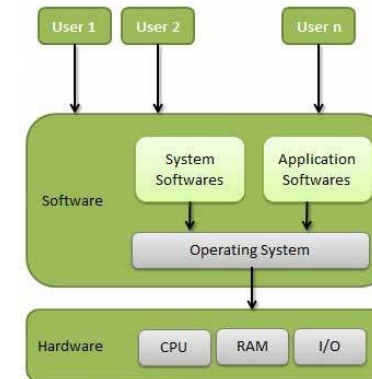 User 1
User 2
User n
System
Softwares
Application
Softwares
Software
Operating System
Hardware
CPU
RAM
I/O